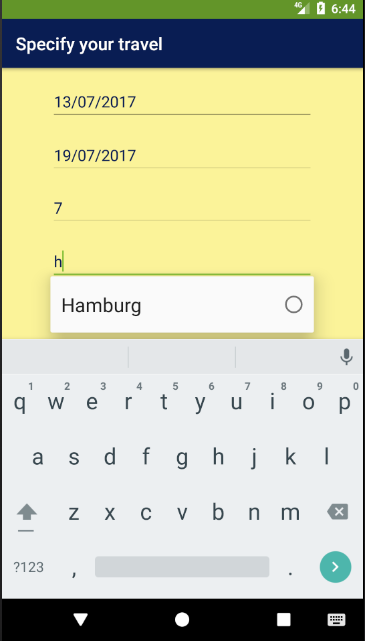 4G 6:44
Specify your travel
13/07/2017
19/07/2017
7
h
Hamburg
1 2 3 4 5 6 7 8 9 0
q w e r t y u i o p
a s d f g h j k l
z x c v b n m
?123 , .